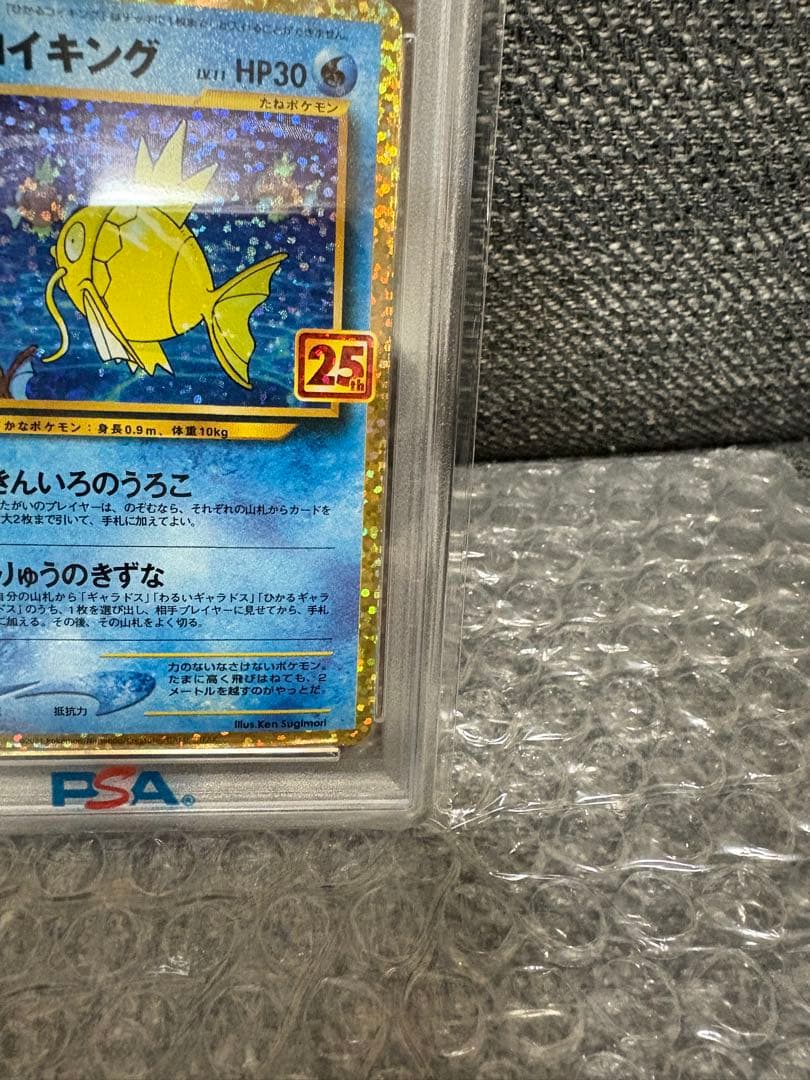 イキング LV.11 HP30
たねポケモン
25th
かなポケモン：身長0.9m、体重10kg
きんいろのうろこ
たがいのプレイヤーは、のぞむなら、それぞれの山札からカードを
大2枚まで引いて、手札に加えてよい。
りゅうのきずな
自分の山札から「ギャラドス」「わるいギャラドス」「ひかるギャラ
ドス」のうち、1枚を選び出し、相手プレイヤーに見せてから、手札
に加える。その後、その山札をよく切る。
力のないなさけないポケモン。
たまに高く飛びはねても、2
メートルを越すのがやっとだ。
抵抗力
Illus.Ken Sugimori
PSA®